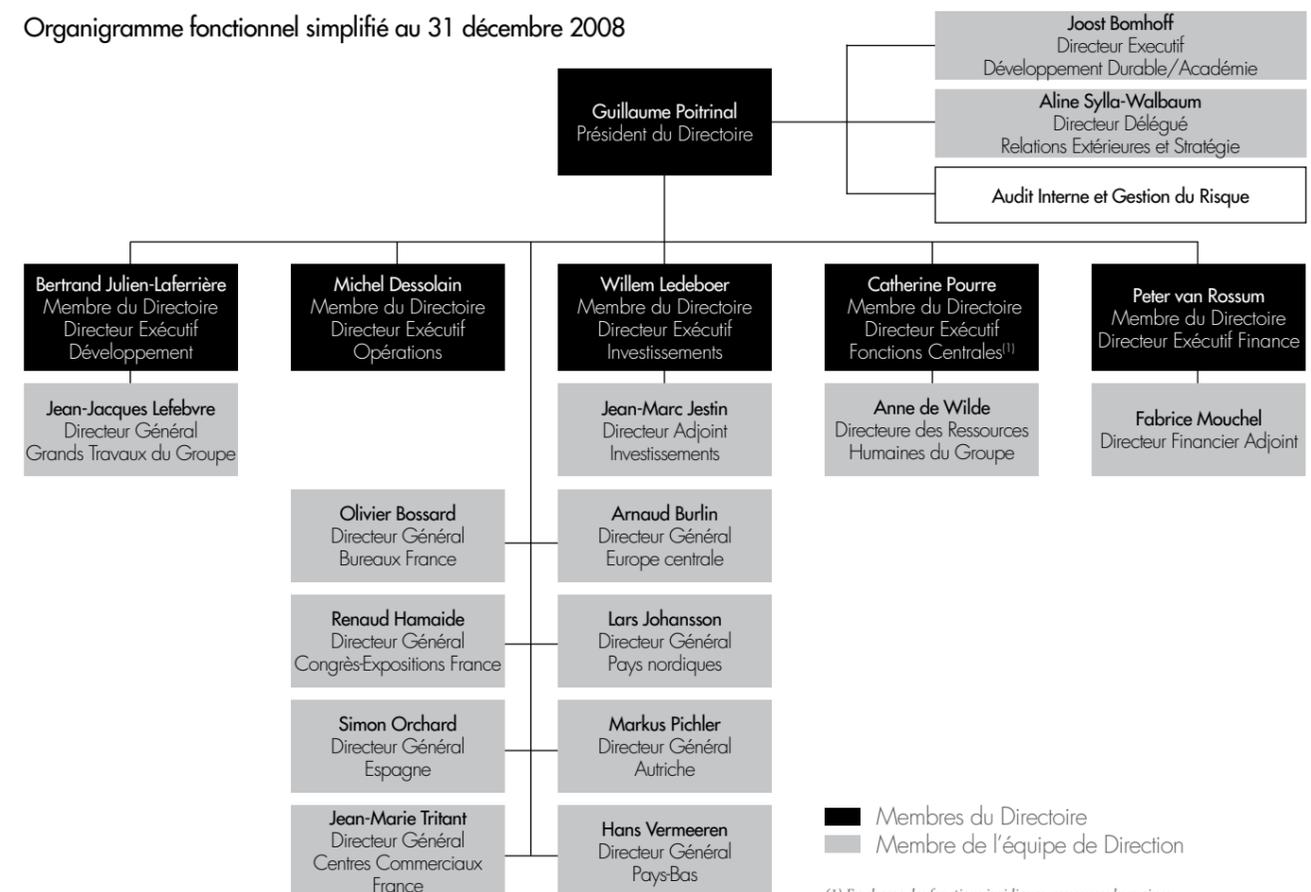 Organigramme fonctionnel simplifié au 31 décembre 2008
Joost Bomhoff
Directeur Executif
Développement Durable/Académie
Guillaume Poitrinal
Président du Directoire
Aline Sylla-Walbaum
Directeur Délégué
Relations Extérieures et Stratégie
Audit Interne et Gestion du Risque
Bertrand Julien-Laferrière
Membre du Directoire
Directeur Exécutif
Développement
Michel Dessolain
Membre du Directoire
Directeur Exécutif
Opérations
Willem Ledeboer
Membre du Directoire
Directeur Exécutif
Investissements
Catherine Pourre
Membre du Directoire
Directeur Exécutif
Fonctions Centrales(1)
Peter van Rossum
Membre du Directoire
Directeur Exécutif Finance
Jean-Jacques Lefebvre
Directeur Général
Grands Travaux du Groupe
Jean-Marc Jestin
Directeur Adjoint
Investissements
Anne de Wilde
Directeure des Ressources
Humaines du Groupe
Fabrice Mouchel
Directeur Financier Adjoint
Olivier Bossard
Directeur Général
Bureaux France
Arnaud Burlin
Directeur Général
Europe centrale
Renaud Hamaide
Directeur Général
Congrès-Expositions France
Lars Johansson
Directeur Général
Pays nordiques
Simon Orchard
Directeur Général
Espagne
Markus Pichler
Directeur Général
Autriche
Jean-Marie Tritant
Directeur Général
Centres Commerciaux
France
Hans Vermeeren
Directeur Général
Pays-Bas
Membres du Directoire
Membre de l'équipe de Direction